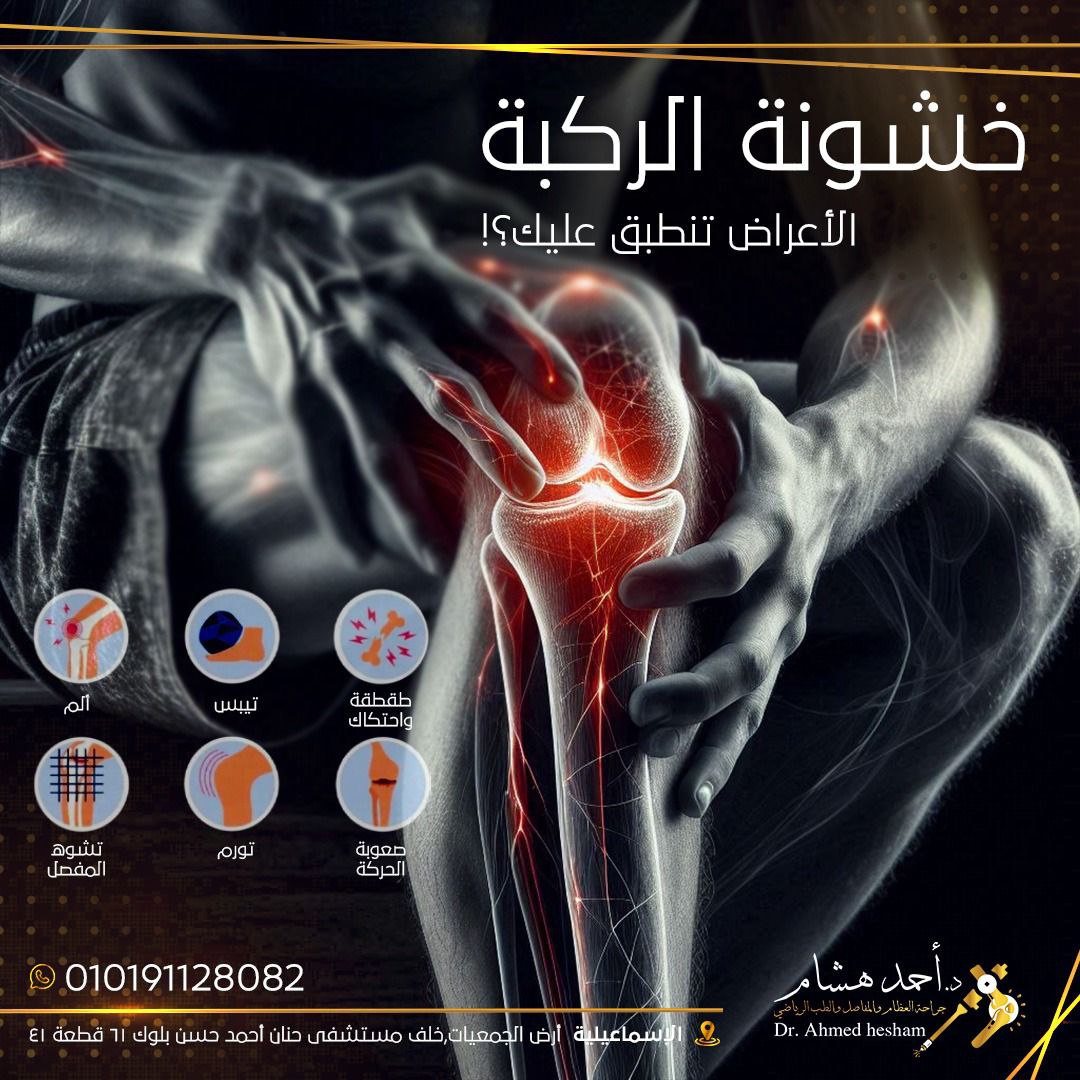 خشونة الركبة
الأعراض تنطبق عليك؟!
طقطقة
واحتكاك
تيبس
ألم
صعوبة
الحركة
تورم
تشوه
المفصل
010191128082
الإسماعيلية أرض الجمعيات,خلف مستشفى حنان أحمد حسن بلوك ٦١ قطعة ٤١
د.أحمد هشام
جراحة العظام والمفاصل والطب الرياضي
Dr. Ahmed hesham